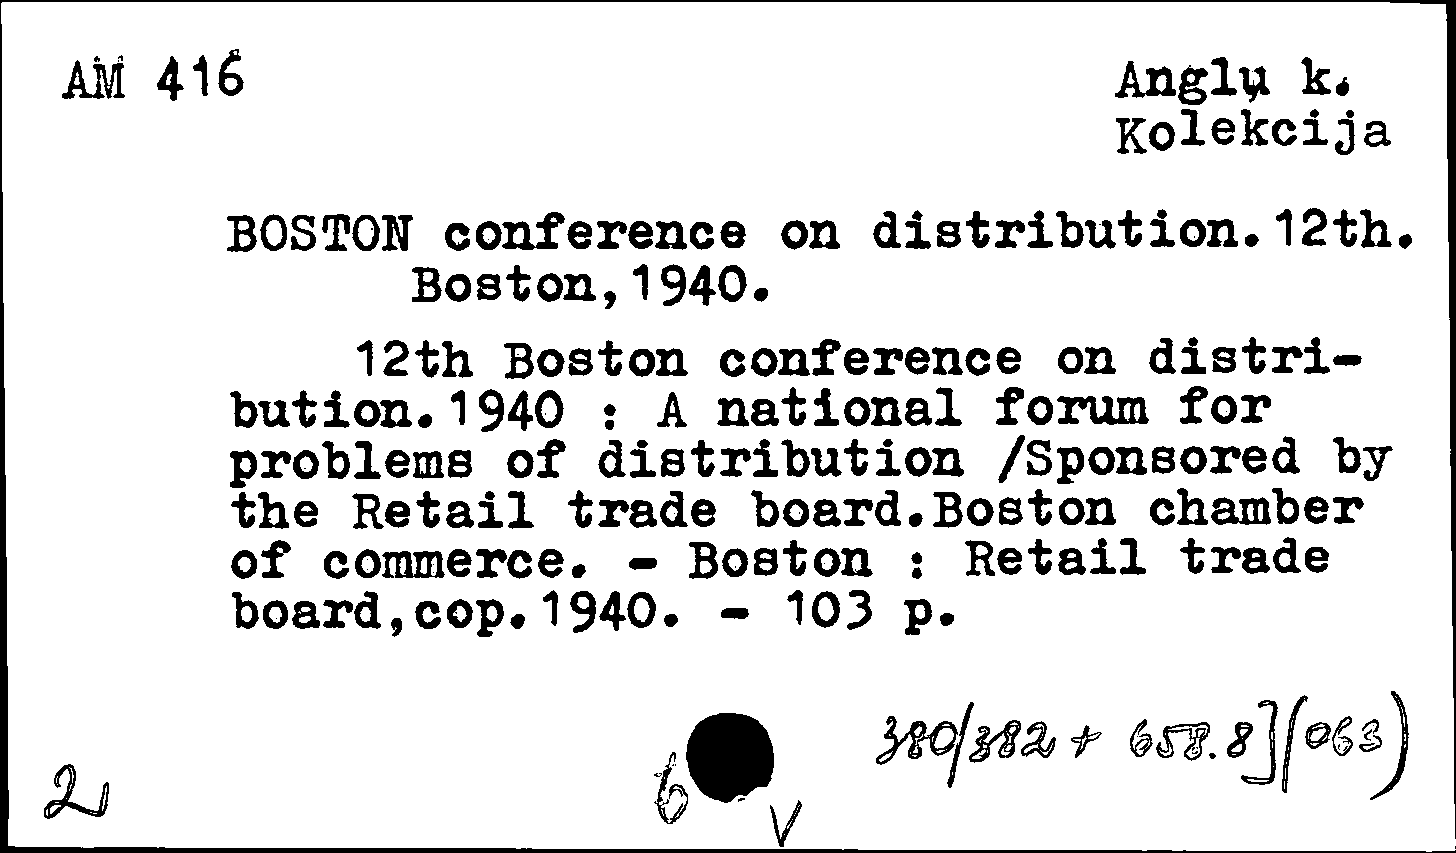 AM 416
Anglų k.
Kolekcija
BOSTON conference on distribution.12th.
Boston,1940.
12th Boston conference on distri-
bution.1940 : A national forum for
problems of distribution /Sponsored by
the Retail trade board.Boston chamber
of commerce. - Boston : Retail trade
board,cop.1940. - 103 p.
380/382 + 658.8](063)
2
6
V